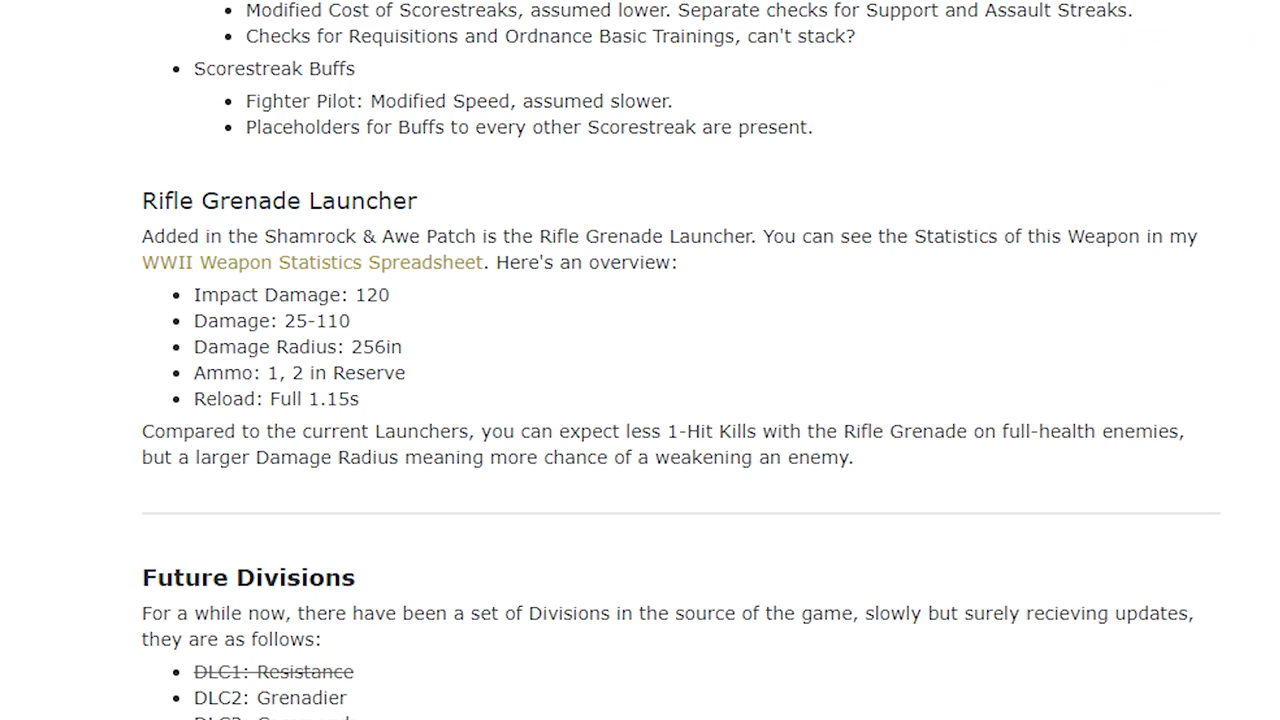 Modified Cost of Scorestreaks, assumed lower. Separate checks for Support and Assault Streaks.
Checks for Requisitions and Ordnance Basic Trainings, can't stack?
Scorestreak Buffs
Fighter Pilot: Modified Speed, assumed slower.
Placeholders for Buffs to every other Scorestreak are present.
Rifle Grenade Launcher
Added in the Shamrock & Awe Patch is the Rifle Grenade Launcher. You can see the Statistics of this Weapon in my
WWII Weapon Statistics Spreadsheet. Here's an overview:
Impact Damage: 120
Damage: 25-110
Damage Radius: 256in
Ammo: 1, 2 in Reserve
Reload: Full 1.15s
Compared to the current Launchers, you can expect less 1-Hit Kills with the Rifle Grenade on full-health enemies,
but a larger Damage Radius meaning more chance of a weakening an enemy.
Future Divisions
For a while now, there have been a set of Divisions in the source of the game, slowly but surely recieving updates,
they are as follows:
DLC1: Resistance
DLC2: Grenadier